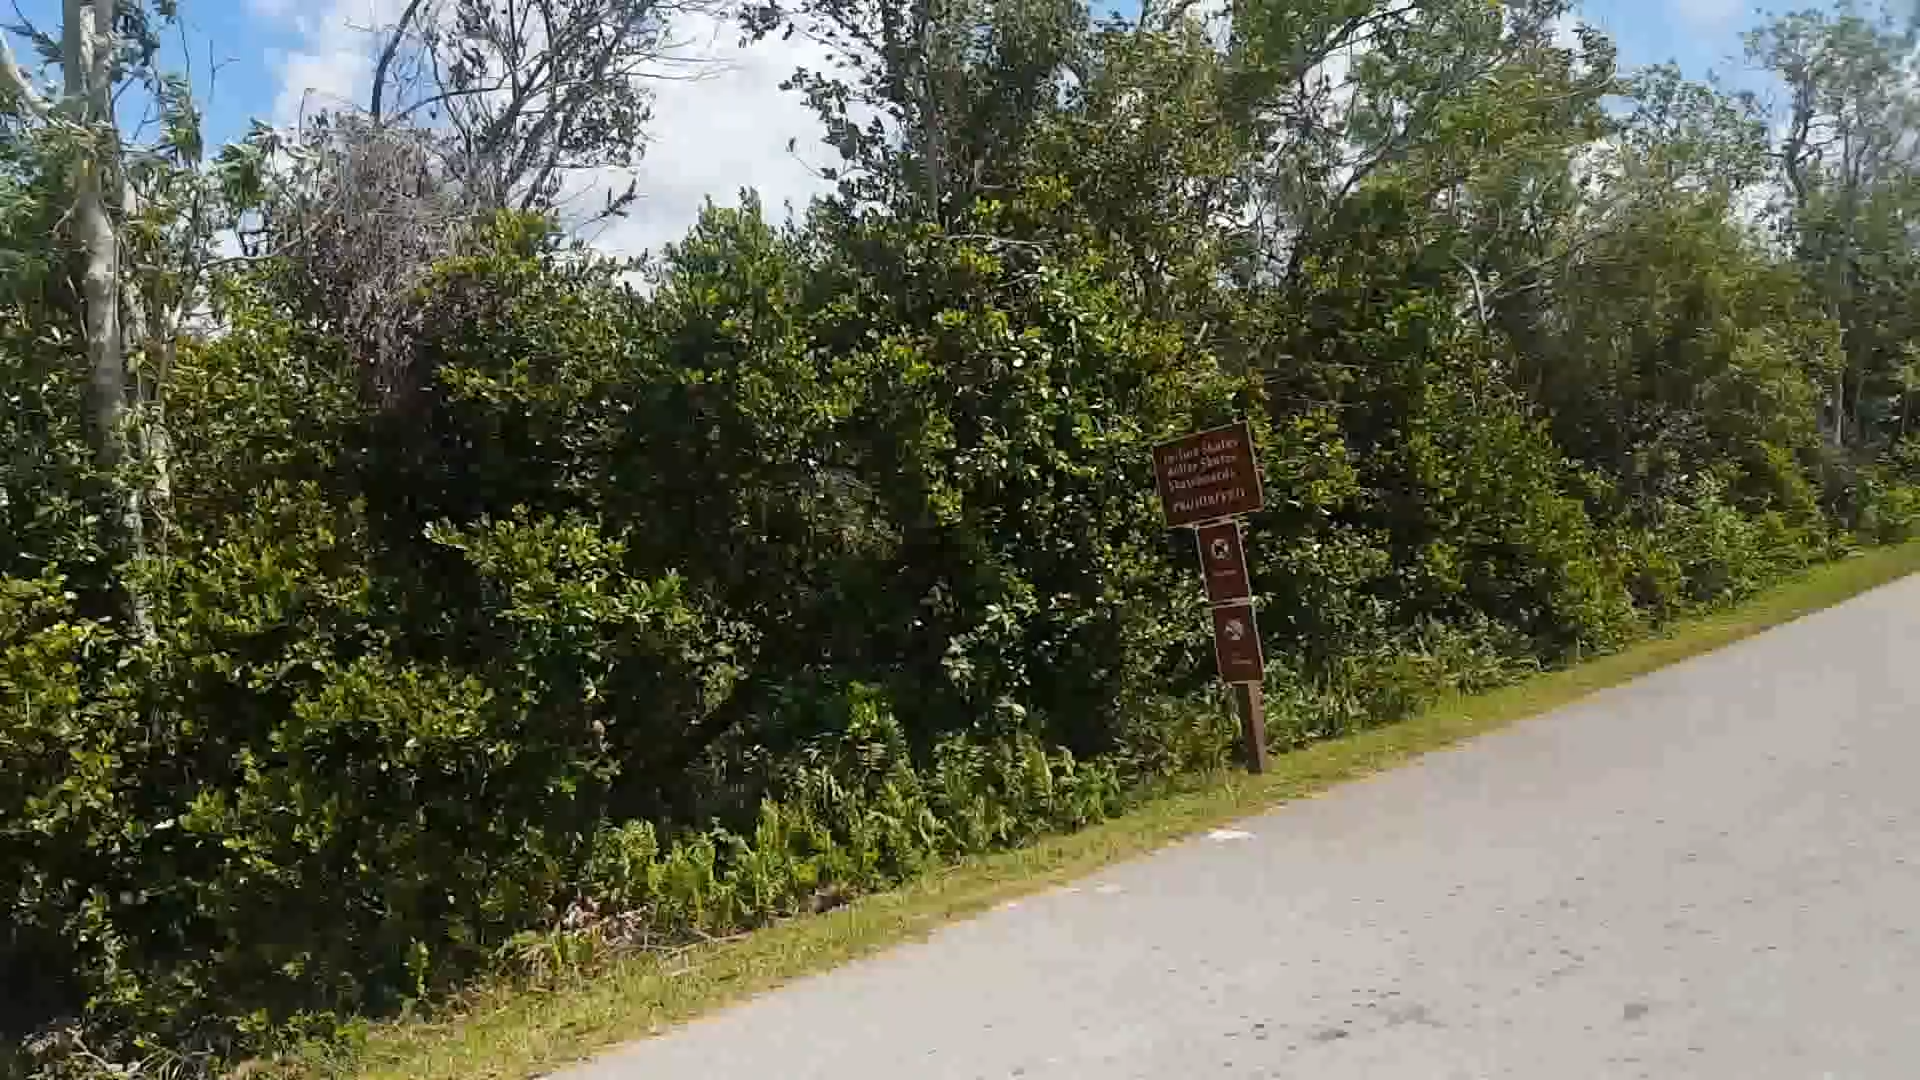 In-line Skates
Roller Skates
Skateboards
PROHIBITED